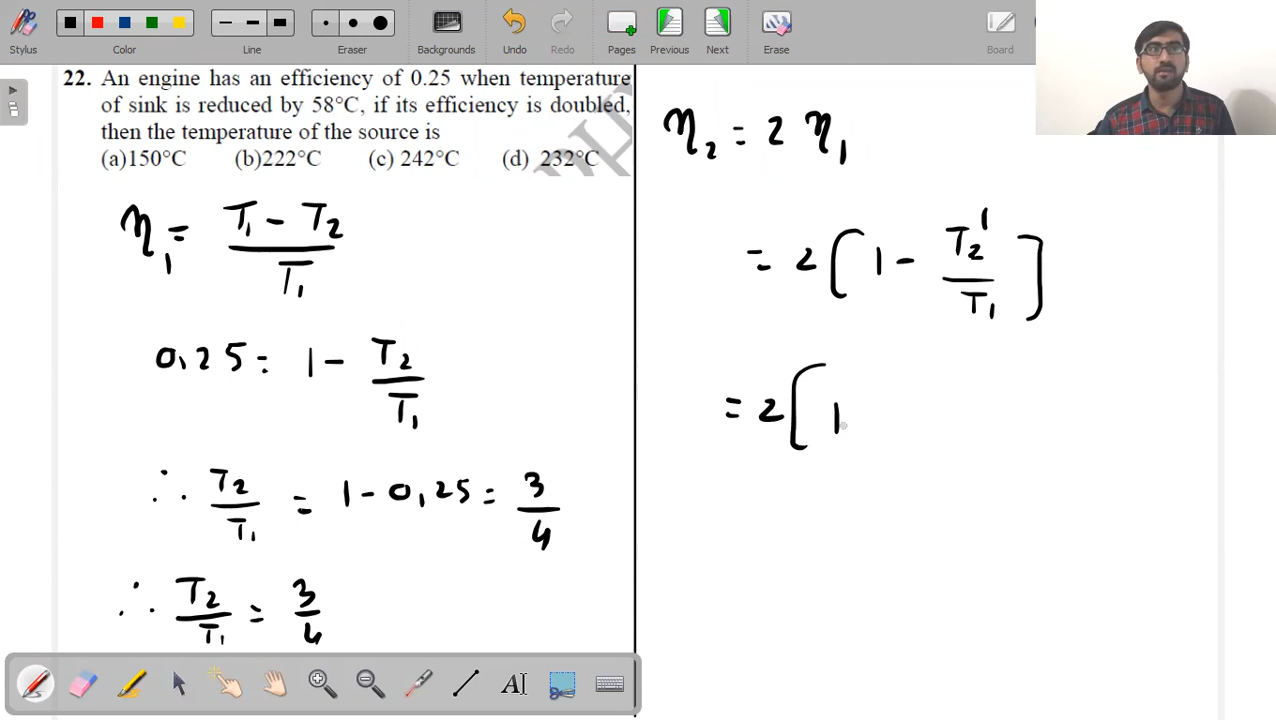 Stylus Color Line Eraser Backgrounds Undo Redo Pages Previous Next Erase Board
22. An engine has an efficiency of 0.25 when temperature
of sink is reduced by 58°C, if its efficiency is doubled,
then the temperature of the source is
(a)150°C (b)222°C (c) 242°C (d) 232°C
η₁ = T₁ - T₂ / T₁
0.25 = 1 - T₂ / T₁
∴ T₂ / T₁ = 1 - 0.25 = 3 / 4
∴ T₂ / T₁ = 3 / 4
η₂ = 2 η₁
= 2 [ 1 - T₂' / T₁ ]
= 2 [ 1